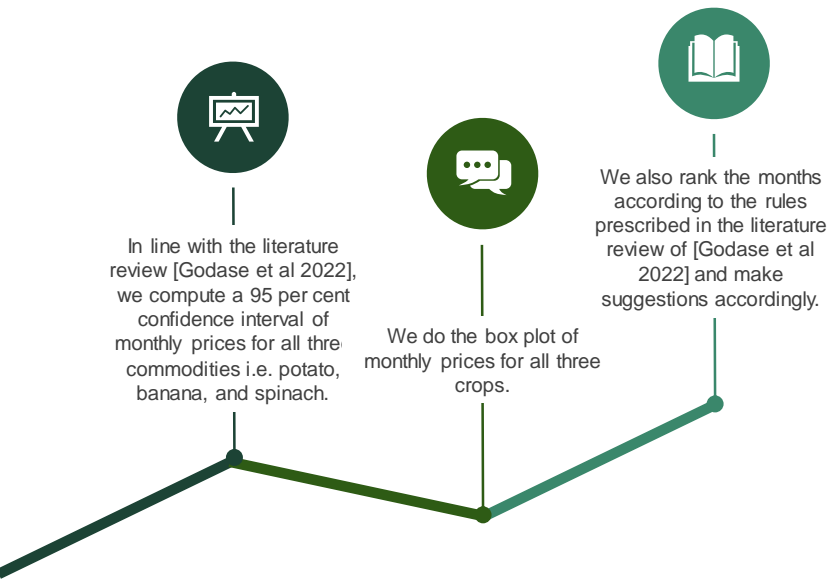 In line with the literature
review [Godase et al 2022],
we compute a 95 per cent
confidence interval of
monthly prices for all three
commodities i.e. potato,
banana, and spinach.
We do the box plot of
monthly prices for all three
crops.
We also rank the months
according to the rules
prescribed in the literature
review of [Godase et al
2022] and make
suggestions accordingly.